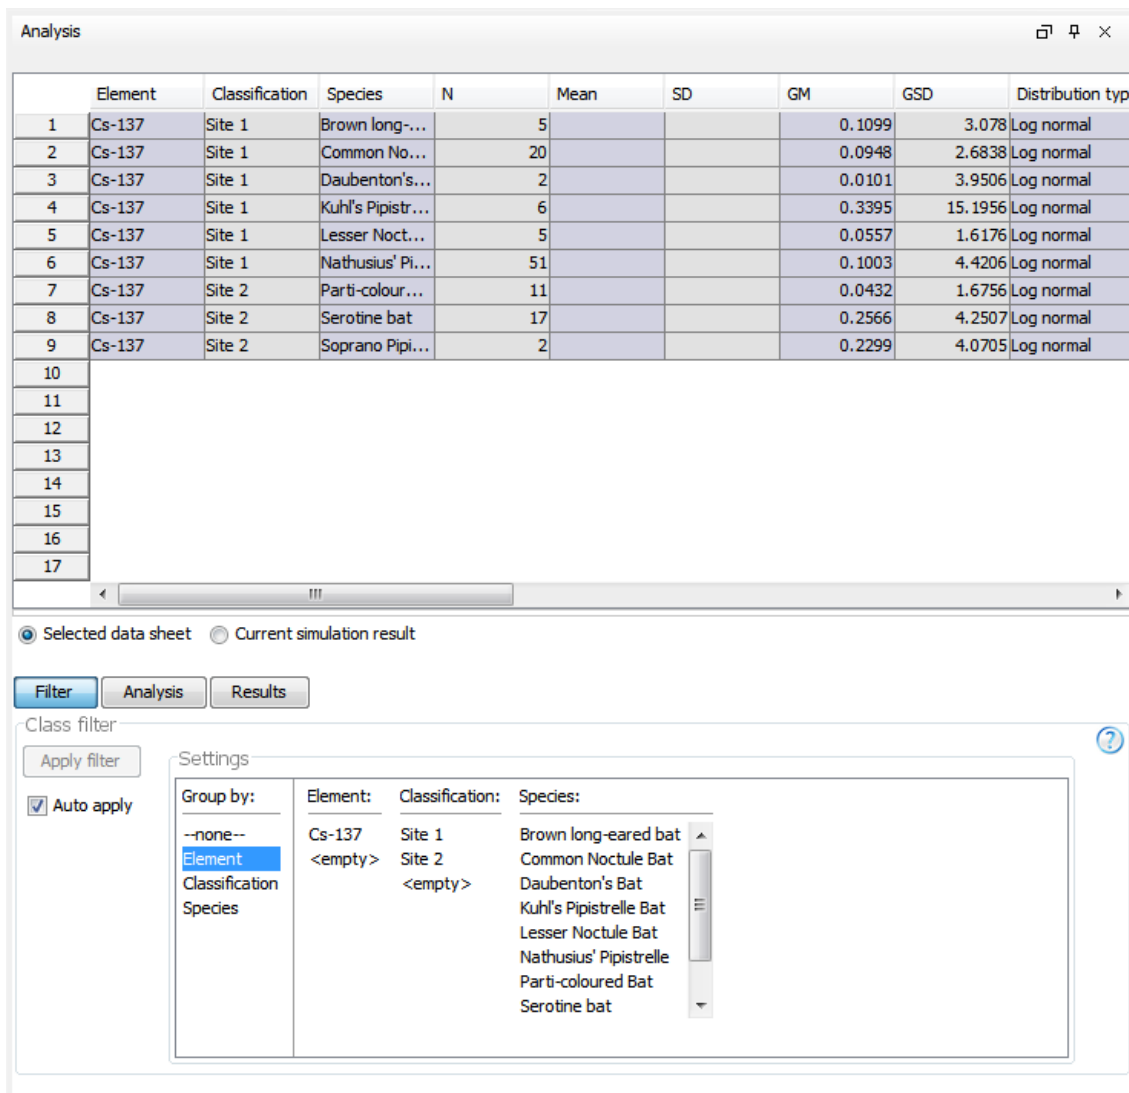 Analysis
Element Classification Species N Mean SD GM GSD Distribution typ
1 Cs-137 Site 1 Brown long-... 5 0.1099 3.078 Log normal
2 Cs-137 Site 1 Common No... 20 0.0948 2.6838 Log normal
3 Cs-137 Site 1 Daubenton's... 2 0.0101 3.9506 Log normal
4 Cs-137 Site 1 Kuhl's Pipistr... 6 0.3395 15.1956 Log normal
5 Cs-137 Site 1 Lesser Noct... 5 0.0557 1.6176 Log normal
6 Cs-137 Site 1 Nathusius' Pi... 51 0.1003 4.4206 Log normal
7 Cs-137 Site 2 Parti-colour... 11 0.0432 1.6756 Log normal
8 Cs-137 Site 2 Serotine bat 17 0.2566 4.2507 Log normal
9 Cs-137 Site 2 Soprano Pipi... 2 0.2299 4.0705 Log normal
10
11
12
13
14
15
16
17
Selected data sheet Current simulation result
Filter Analysis Results
Class filter
Apply filter
Auto apply
Settings
Group by: Element: Classification: Species:
--none-- Cs-137 Site 1 Brown long-eared bat
Element <empty> Site 2 Common Noctule Bat
Classification <empty> Daubenton's Bat
Species Kuhl's Pipistrelle Bat
Lesser Noctule Bat
Nathusius' Pipistrelle
Parti-coloured Bat
Serotine bat
?